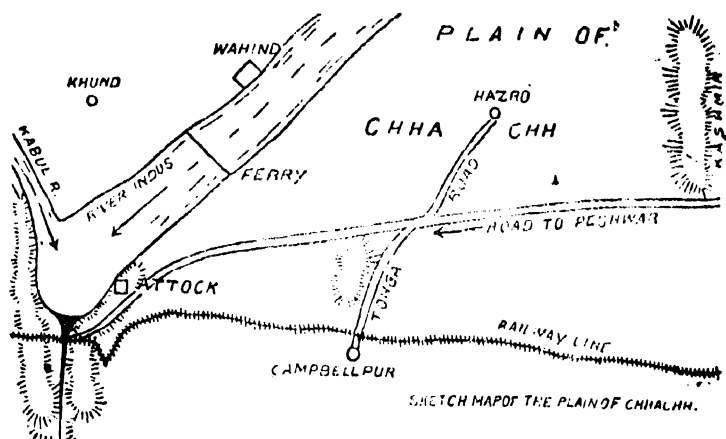 PLAIN OF
WAHIND
KHUND
HAZRO
CHHA CHH
KABUL R.
RIVER INDUS
FERRY
ROAD
ROAD TO PESHWAR
ATTOCK
TONGA
RAILWAY LINE
CAMPBELLPUR
SKETCH MAP OF THE PLAIN OF CHHACHH.